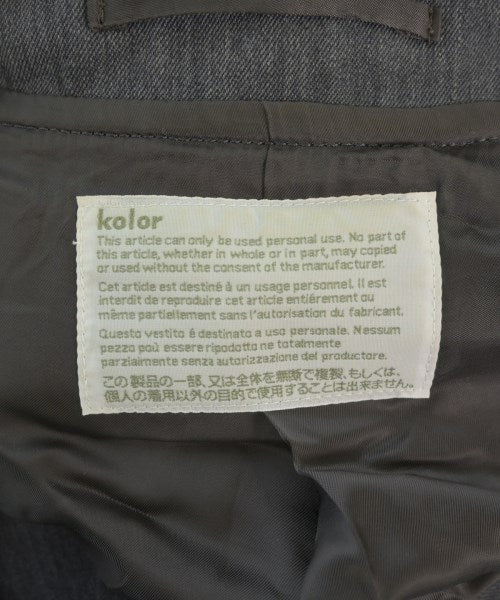 kolor
This article can only be used personal use. No part of
this article, whether in whole or in part, may copied
or used without the consent of the manufacturer.
Cet article est destiné à un usage personnel. Il est
interdit de reproduire cet article entiérement ou
même partiellement sans l'autorisation du fabricant.
Questo vestito é destinato a uso personale. Nessun
pezzo può essere ripodotto ne totalmente
parzialmente senza autorizzazione del productore.
この製品の一部、又は全体を無断で複製、もしくは、
個人の着用以外の目的で使用することは出来ません。